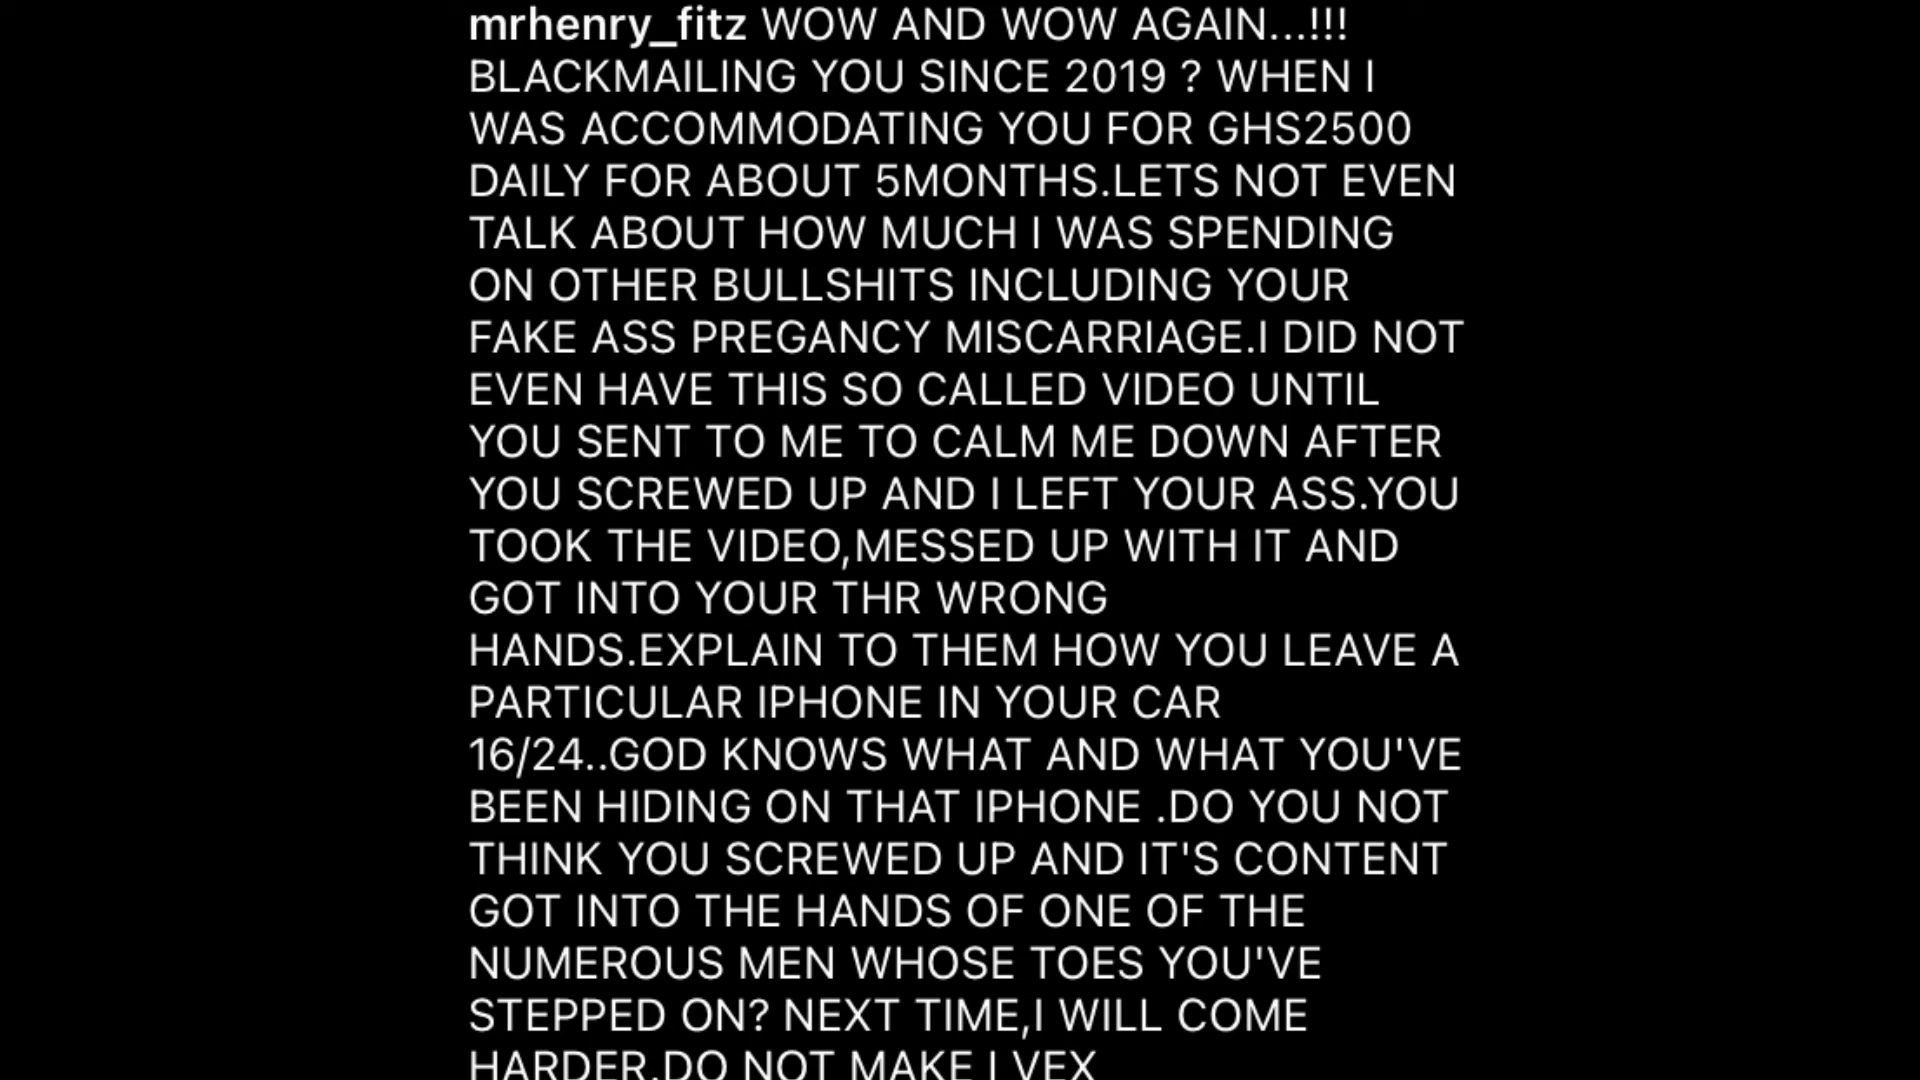 mrhenry_fitz WOW AND WOW AGAIN...!!!
BLACKMAILING YOU SINCE 2019 ? WHEN I
WAS ACCOMMODATING YOU FOR GHS2500
DAILY FOR ABOUT 5MONTHS.LETS NOT EVEN
TALK ABOUT HOW MUCH I WAS SPENDING
ON OTHER BULLSHITS INCLUDING YOUR
FAKE ASS PREGANCY MISCARRIAGE.I DID NOT
EVEN HAVE THIS SO CALLED VIDEO UNTIL
YOU SENT TO ME TO CALM ME DOWN AFTER
YOU SCREWED UP AND I LEFT YOUR ASS.YOU
TOOK THE VIDEO,MESSED UP WITH IT AND
GOT INTO YOUR THR WRONG
HANDS.EXPLAIN TO THEM HOW YOU LEAVE A
PARTICULAR IPHONE IN YOUR CAR
16/24..GOD KNOWS WHAT AND WHAT YOU'VE
BEEN HIDING ON THAT IPHONE .DO YOU NOT
THINK YOU SCREWED UP AND IT'S CONTENT
GOT INTO THE HANDS OF ONE OF THE
NUMEROUS MEN WHOSE TOES YOU'VE
STEPPED ON? NEXT TIME,I WILL COME
HARDER.DO NOT MAKE I VEX